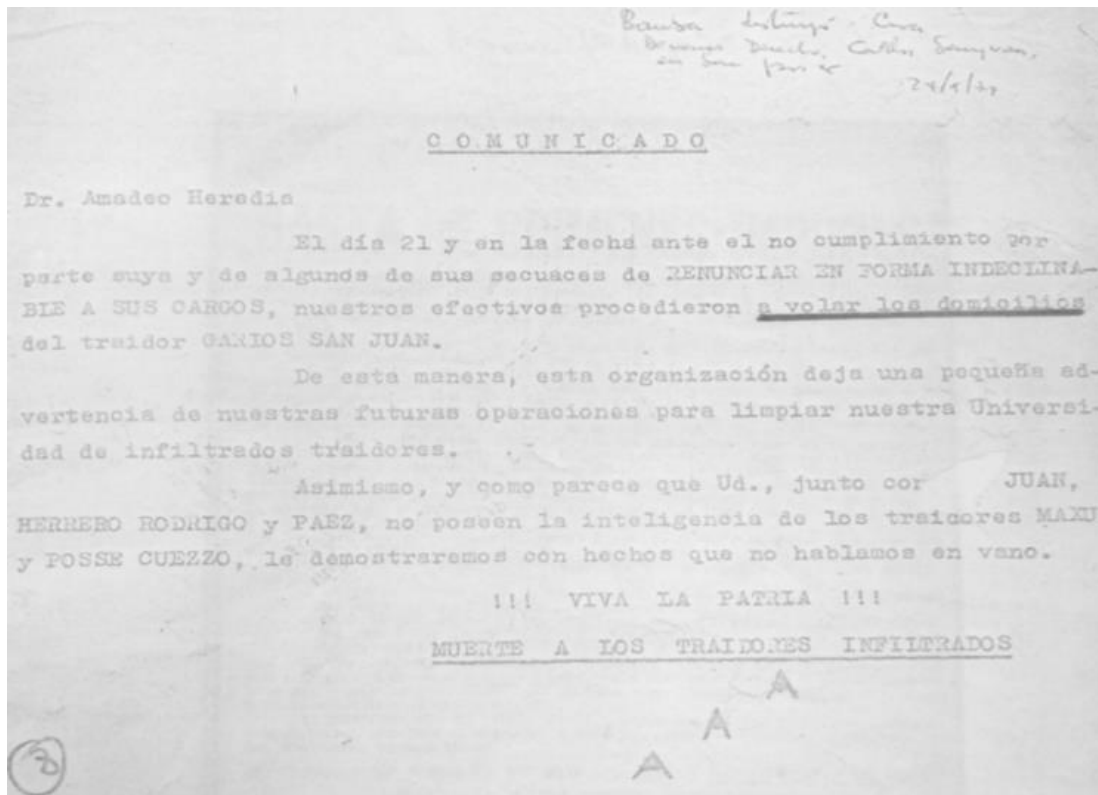 Bomba
24/5/74
COMUNICADO
Dr. Amadeo Heredia
El día 21 y en la fecha ante el no cumplimiento por
parte suya y de algunos de sus secuaces de RENUNCIAR EN FORMA INDECLINA-
BLE A SUS CARGOS, nuestros efectivos procedieron a volar los domicilios
del traidor CARLOS SAN JUAN.
De esta manera, esta organización deja una pequeña ad-
vertencia de nuestras futuras operaciones para limpiar nuestra Universi-
dad de infiltrados traidores.
Asimismo, y como parece que Ud., junto con JUAN,
HERRERO RODRIGO y PAEZ, no poseen la inteligencia de los traidores MAXU
y POSSE CUEZZO, le demostraremos con hechos que no hablamos en vano.
!!! VIVA LA PATRIA !!!
MUERTE A LOS TRAIDORES INFILTRADOS
A
A
A